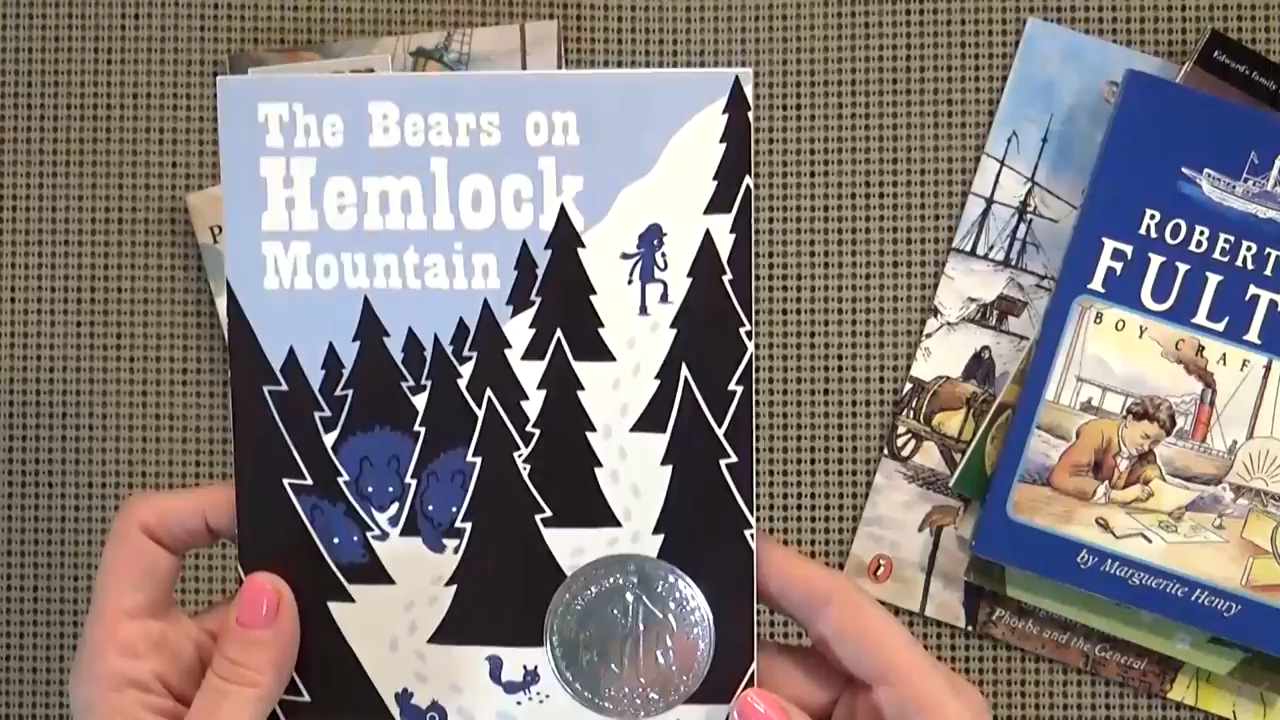 The Bears on
Hemlock
Mountain
P
Edward's family
ROBERT
FULT
BOY CRAF
by Marguerite Henry
Phoebe and the General